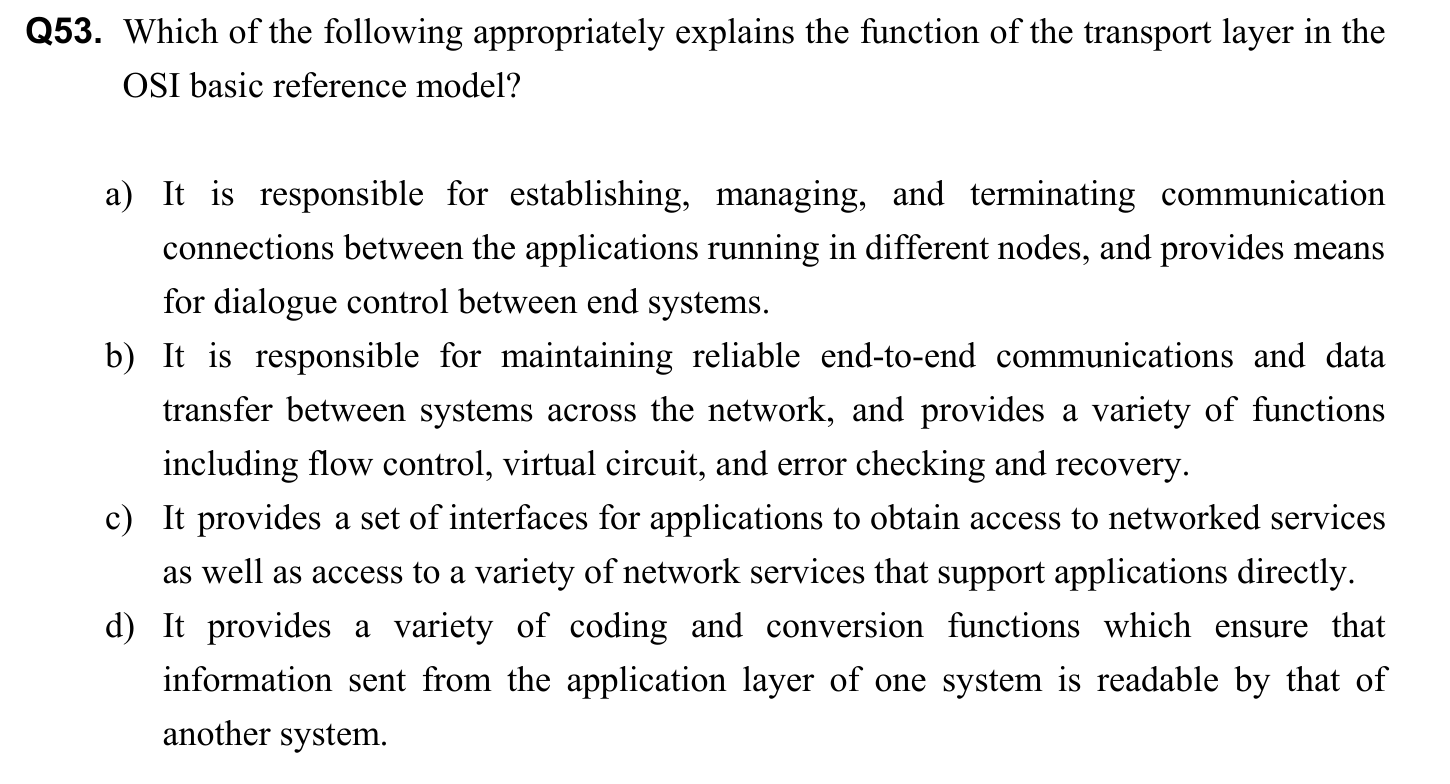 Q53. Which of the following appropriately explains the function of the transport layer in the
OSI basic reference model?
a) It is responsible for establishing, managing, and terminating communication
connections between the applications running in different nodes, and provides means
for dialogue control between end systems.
b) It is responsible for maintaining reliable end-to-end communications and data
transfer between systems across the network, and provides a variety of functions
including flow control, virtual circuit, and error checking and recovery.
c) It provides a set of interfaces for applications to obtain access to networked services
as well as access to a variety of network services that support applications directly.
d) It provides a variety of coding and conversion functions which ensure that
information sent from the application layer of one system is readable by that of
another system.